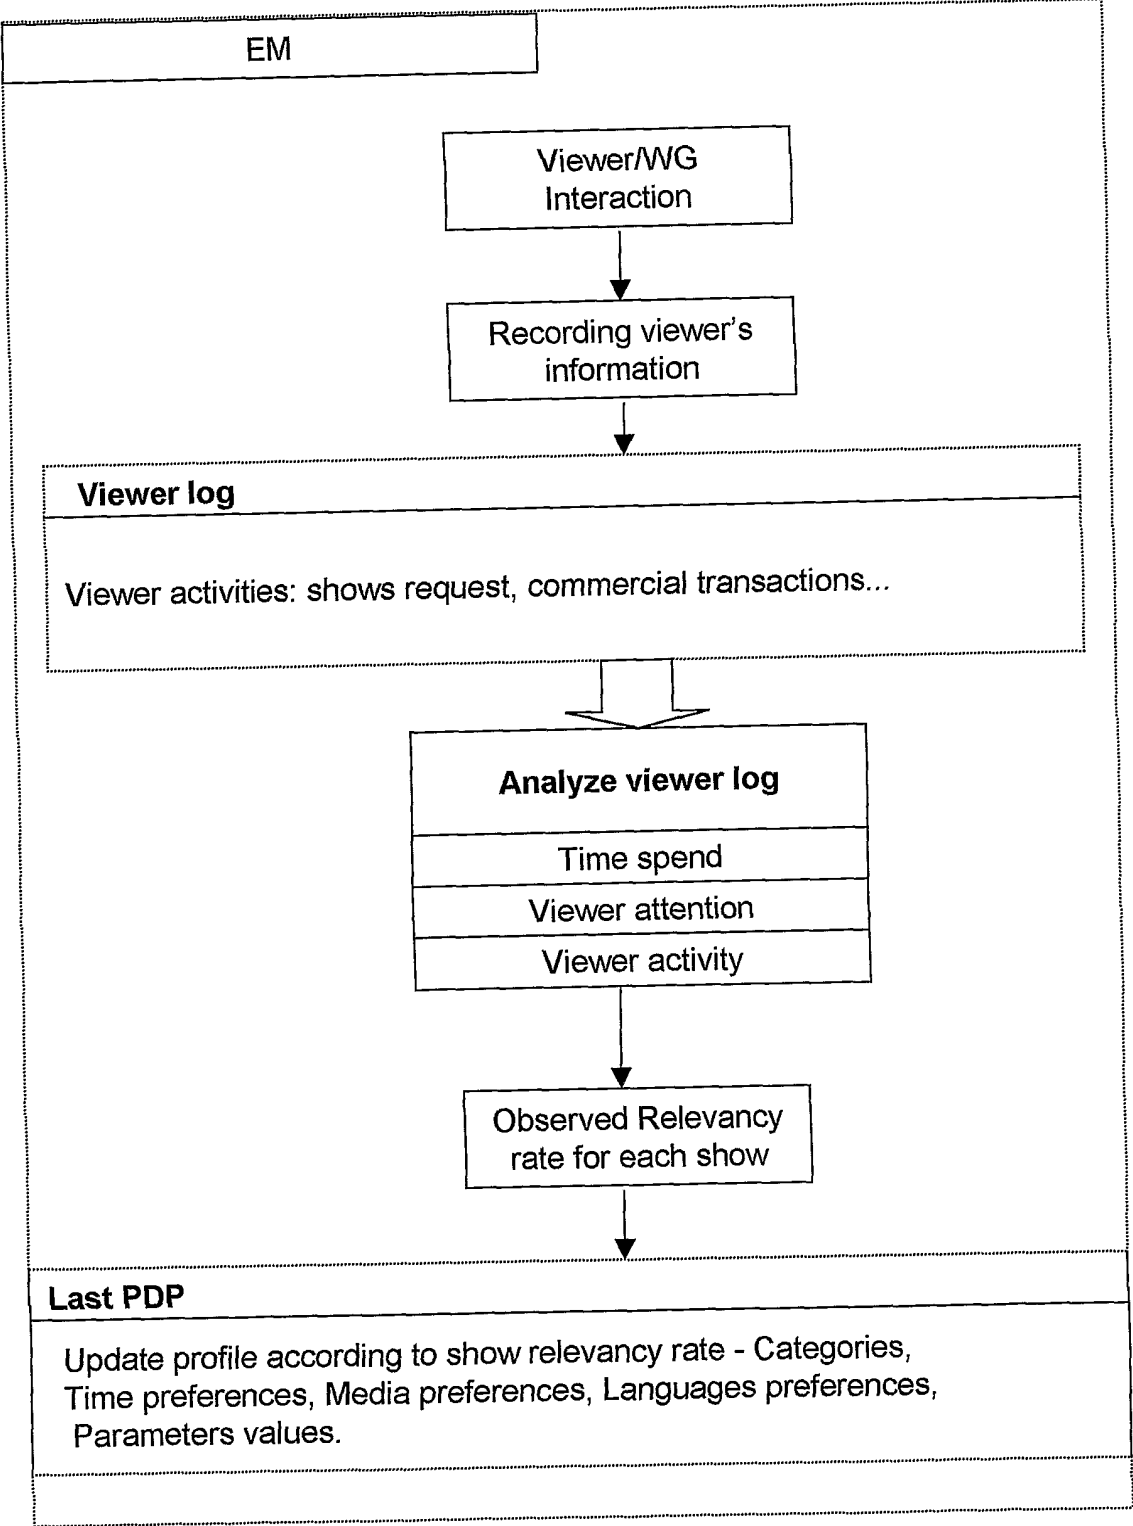 EM
Viewer/WG
Interaction
Recording viewer's
information
Viewer log
Viewer activities: shows request, commercial transactions...
Analyze viewer log
Time spend
Viewer attention
Viewer activity
Observed Relevancy
rate for each show
Last PDP
Update profile according to show relevancy rate - Categories,
Time preferences, Media preferences, Languages preferences,
Parameters values.